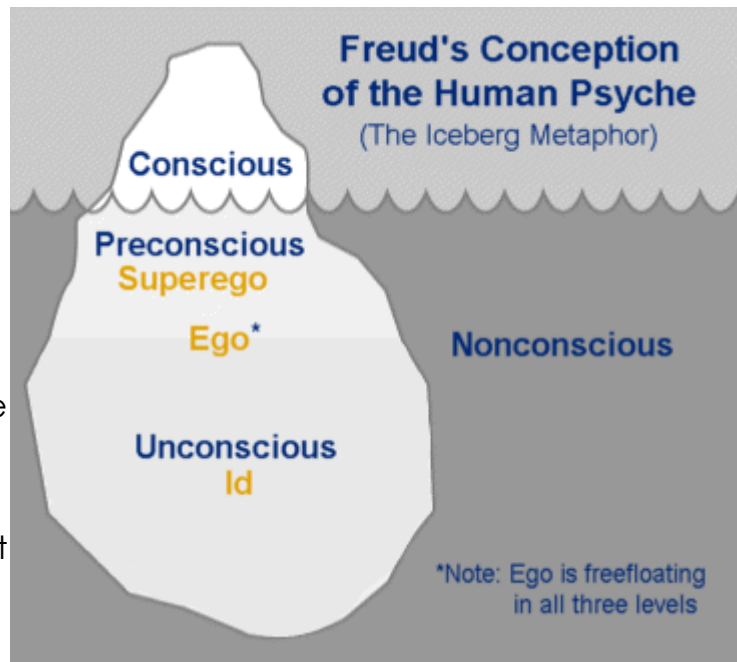 Freud's Conception
of the Human Psyche
(The Iceberg Metaphor)
Conscious
Preconscious
Superego
Ego*
Nonconscious
Unconscious
Id
*Note: Ego is freefloating
in all three levels